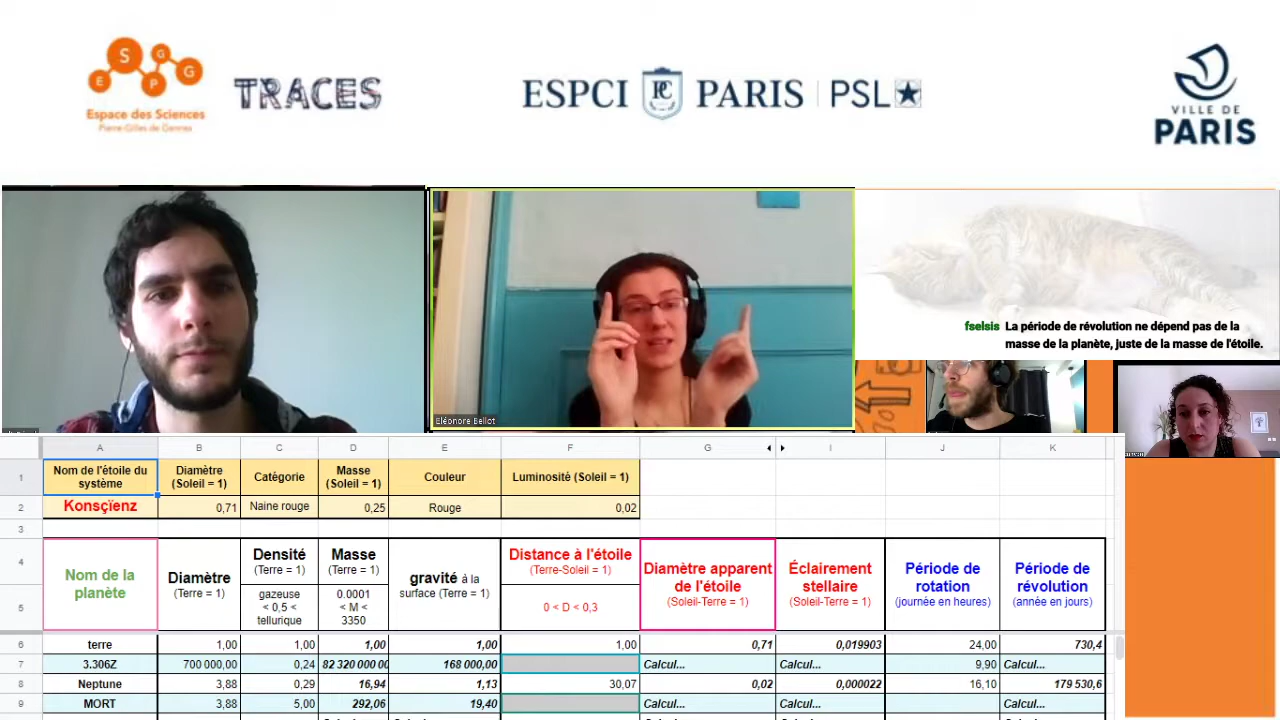 S
G
G
E
P
Espace des Sciences
Pierre-Gilles de Gennes
TRACES
ESPCI PC PARIS PSL
VILLE DE
PARIS
fselsis La période de révolution ne dépend pas de la
masse de la planète, juste de la masse de l'étoile.
Eléonore Bellot
A B C D E F G I J K
1 Nom de l'étoile du système Diamètre (Soleil = 1) Catégorie Masse (Soleil = 1) Couleur Luminosité (Soleil = 1)
2 Konsçïenz 0,71 Naine rouge 0,25 Rouge 0,02
3
4 Nom de la planète Diamètre (Terre = 1) Densité (Terre = 1) Masse (Terre = 1) gravité à la surface (Terre = 1) Distance à l'étoile (Terre-Soleil = 1) Diamètre apparent de l'étoile (Soleil-Terre = 1) Éclairement stellaire (Soleil-Terre = 1) Période de rotation (journée en heures) Période de révolution (année en jours)
5 gazeuse < 0,5 < tellurique 0.0001 < M < 3350 0 < D < 0,3
6 terre 1,00 1,00 1,00 1,00 1,00 0,71 0,019903 24,00 730,4
7 3.306Z 700 000,00 0,24 82 320 000 00 168 000,00 Calcul... Calcul... 9,90 Calcul...
8 Neptune 3,88 0,29 16,94 1,13 30,07 0,02 0,000022 16,10 179 530,6
9 MORT 3,88 5,00 292,06 19,40 Calcul... Calcul... Calcul...